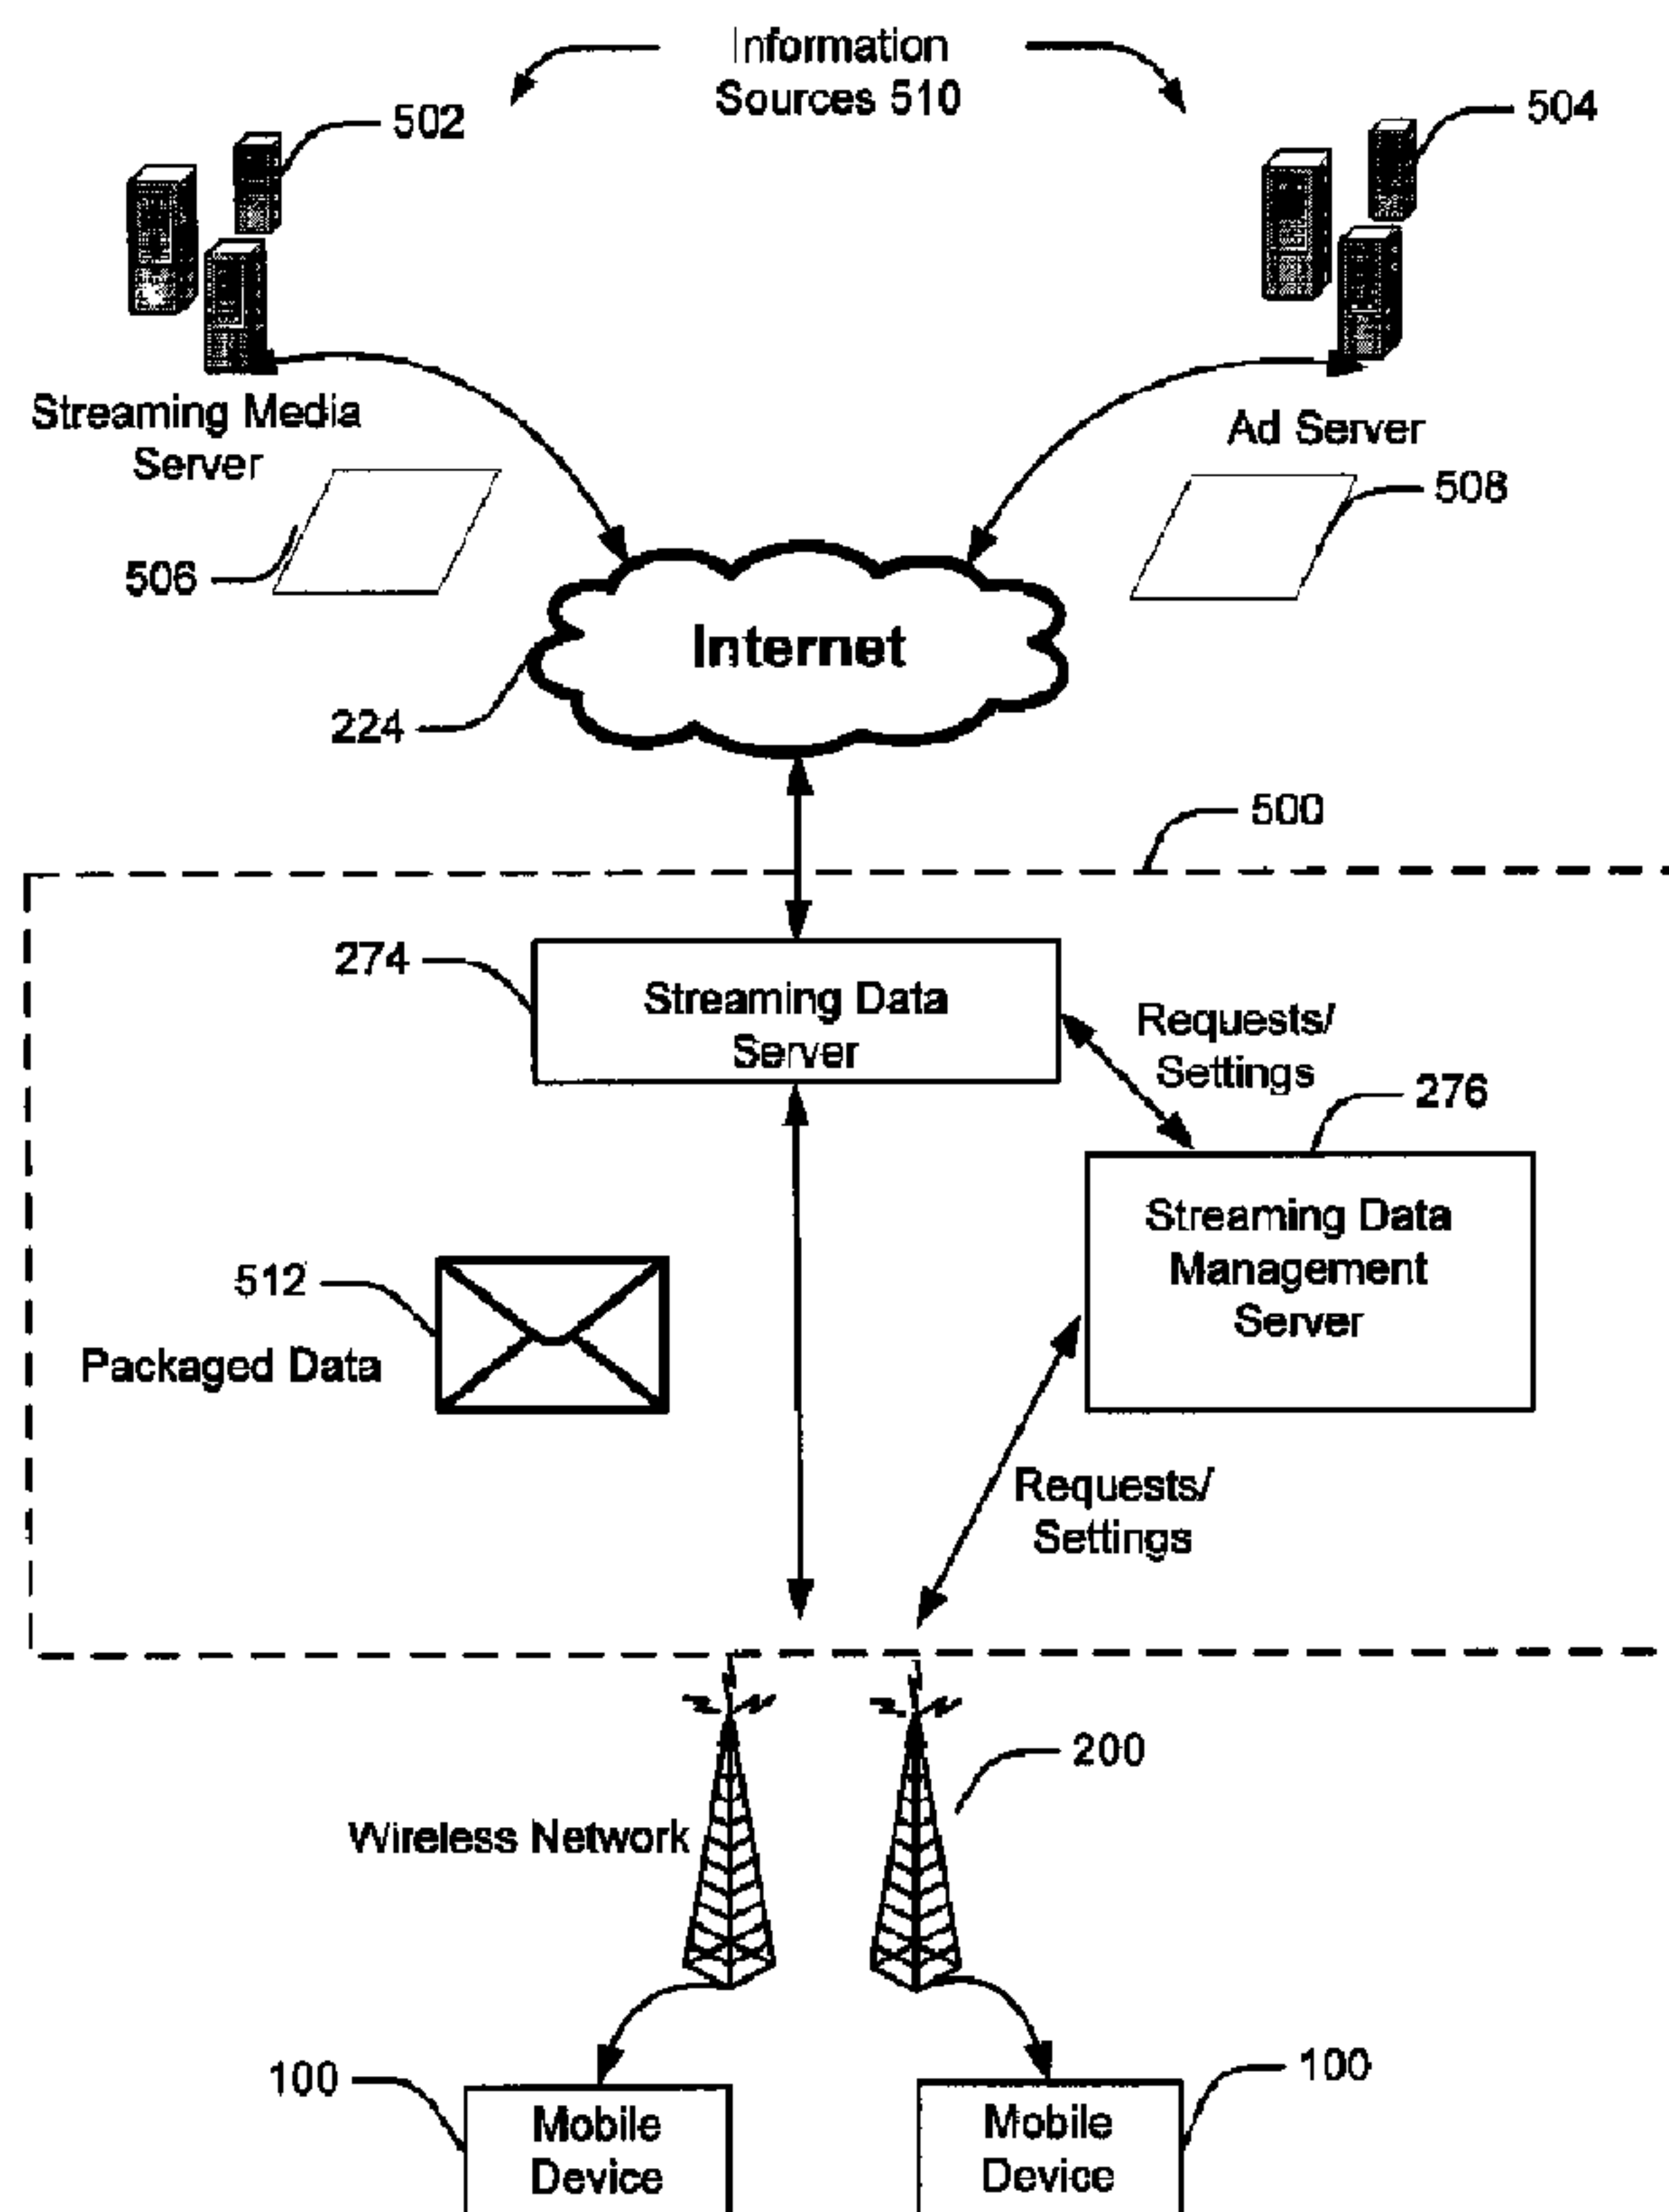 Information
Sources 510
502
504
Streaming Media
Server
Ad Server
506
508
Internet
224
500
274
Streaming Data
Server
Requests/
Settings
276
Streaming Data
Management
Server
512
Packaged Data
Requests/
Settings
200
Wireless Network
100
Mobile
Device
Mobile
Device
100